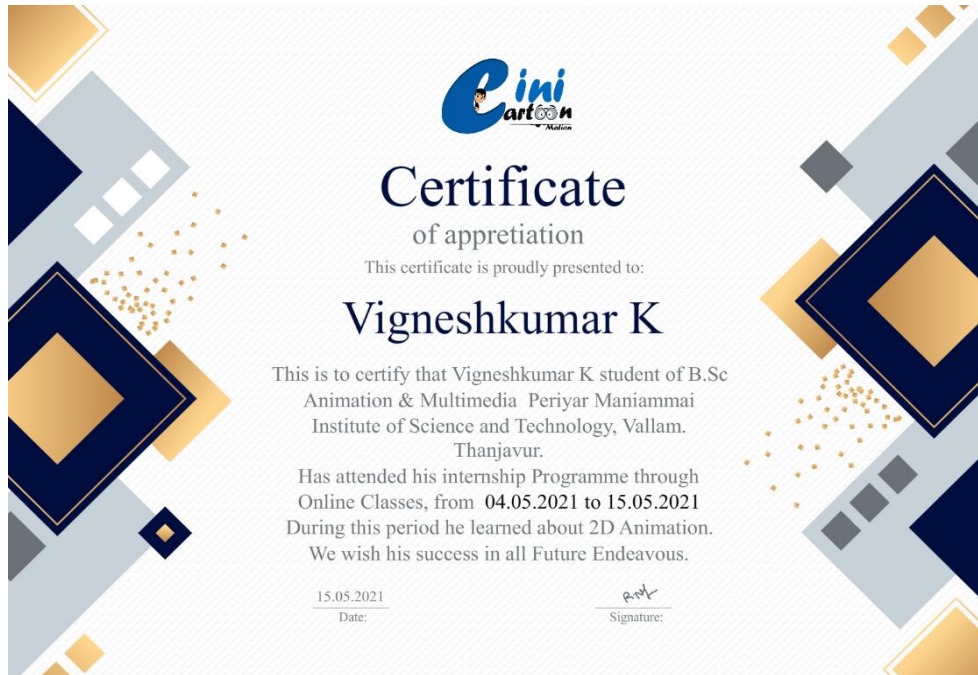 Cini
Cartoon
Motion
Certificate
of appretiation
This certificate is proudly presented to:
Vigneshkumar K
This is to certify that Vigneshkumar K student of B.Sc
Animation & Multimedia Periyar Maniammai
Institute of Science and Technology, Vallam.
Thanjavur.
Has attended his internship Programme through
Online Classes, from 04.05.2021 to 15.05.2021
During this period he learned about 2D Animation.
We wish his success in all Future Endeavous.
15.05.2021
Date:
Signature: